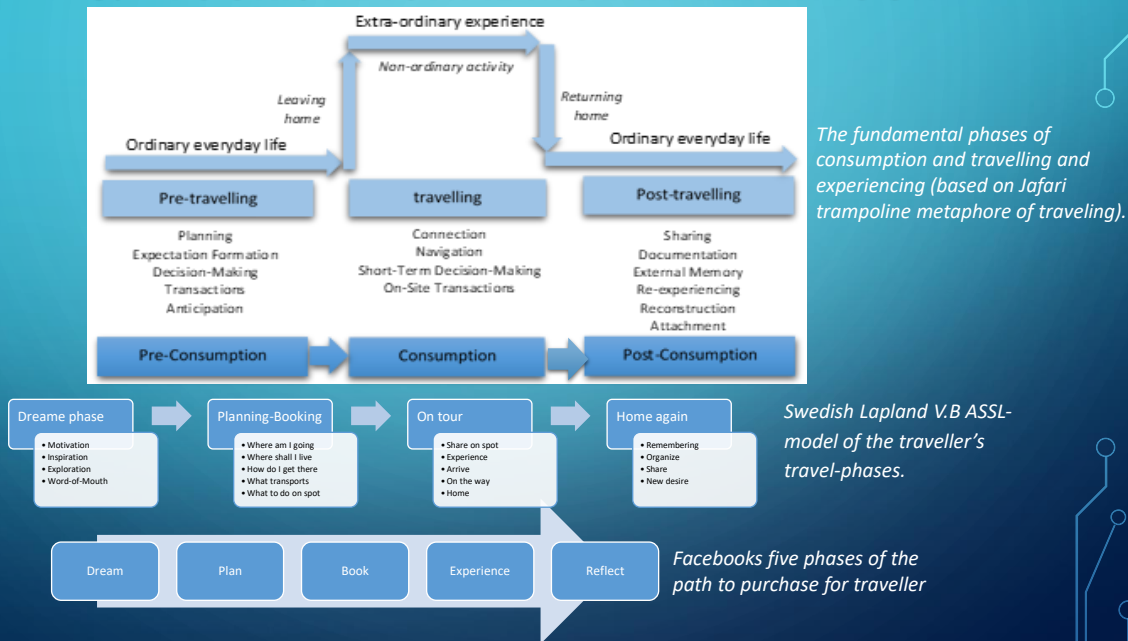 Extra-ordinary experience
Non-ordinary activity
Leaving
home
Returning
home
Ordinary everyday life
Ordinary everyday life
The fundamental phases of
consumption and travelling and
experiencing (based on Jafari
trampoline metaphore of traveling).
Pre-travelling
travelling
Post-travelling
Planning
Expectation Formation
Decision-Making
Transactions
Anticipation
Connection
Navigation
Short-Term Decision-Making
On-Site Transactions
Sharing
Documentation
External Memory
Re-experiencing
Reconstruction
Attachment
Pre-Consumption
Consumption
Post-Consumption
Dreame phase
• Motivation
• Inspiration
• Exploration
• Word-of-Mouth
Planning-Booking
• Where am I going
• Where shall I live
• How do I get there
• What transports
• What to do on spot
On tour
• Share on spot
• Experience
• Arrive
• On the way
• Home
Home again
• Remembering
• Organize
• Share
• New desire
Swedish Lapland V.B ASSL-
model of the traveller's
travel-phases.
Dream
Plan
Book
Experience
Reflect
Facebooks five phases of the
path to purchase for traveller